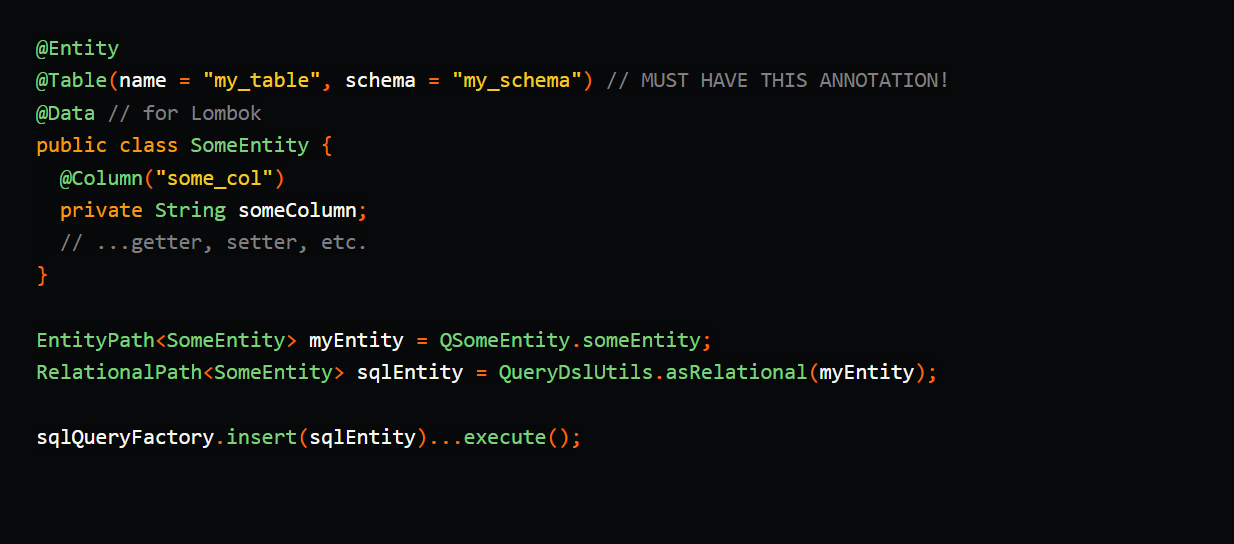 @Entity
@Table(name = "my_table", schema = "my_schema") // MUST HAVE THIS ANNOTATION!
@Data // for Lombok
public class SomeEntity {
  @Column("some_col")
  private String someColumn;
  // ...getter, setter, etc.
}

EntityPath<SomeEntity> myEntity = QSomeEntity.someEntity;
RelationalPath<SomeEntity> sqlEntity = QueryDslUtils.asRelational(myEntity);

sqlQueryFactory.insert(sqlEntity)...execute();